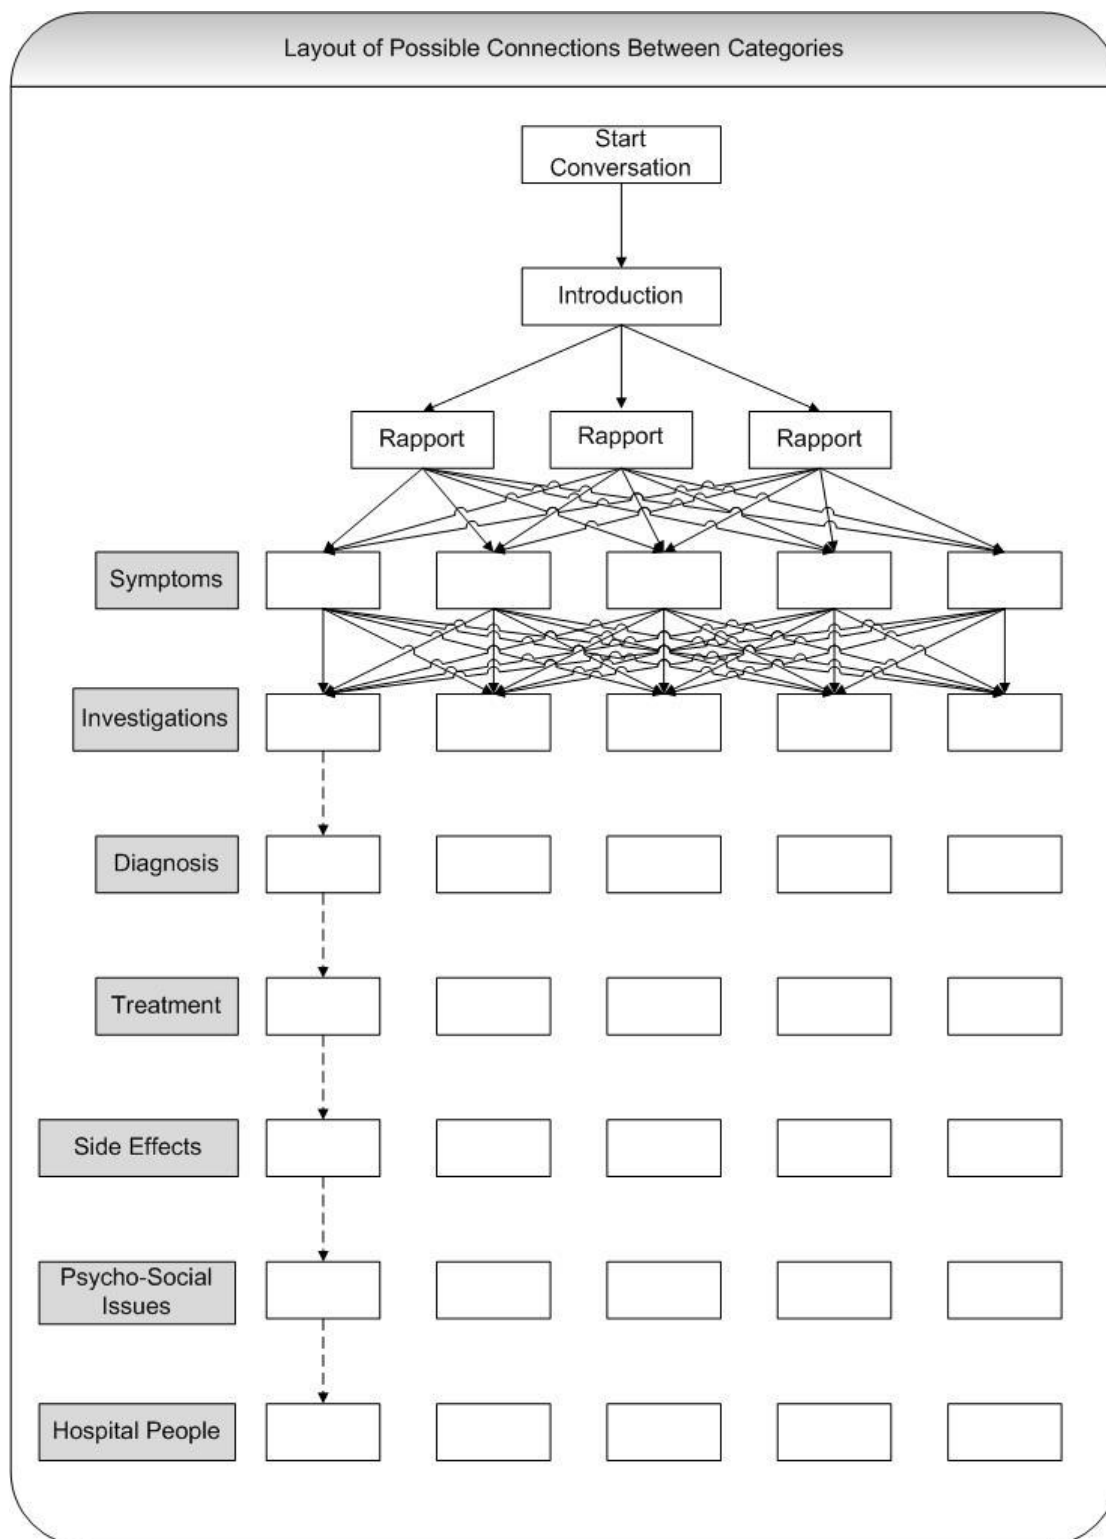 Layout of Possible Connections Between Categories
Start
Conversation
Introduction
Rapport
Rapport
Rapport
Symptoms
Investigations
Diagnosis
Treatment
Side Effects
Psycho-Social
Issues
Hospital People